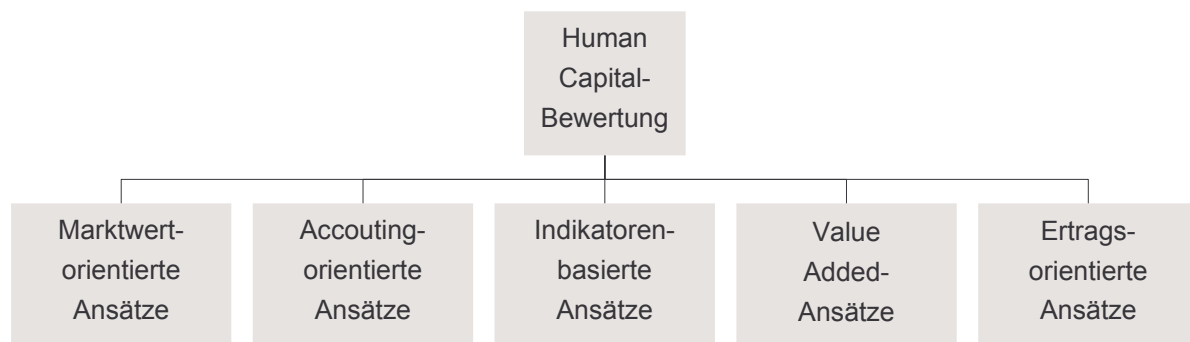 Human
Capital-
Bewertung
Marktwert-
orientierte
Ansätze
Accouting-
orientierte
Ansätze
Indikatoren-
basierte
Ansätze
Value
Added-
Ansätze
Ertrags-
orientierte
Ansätze